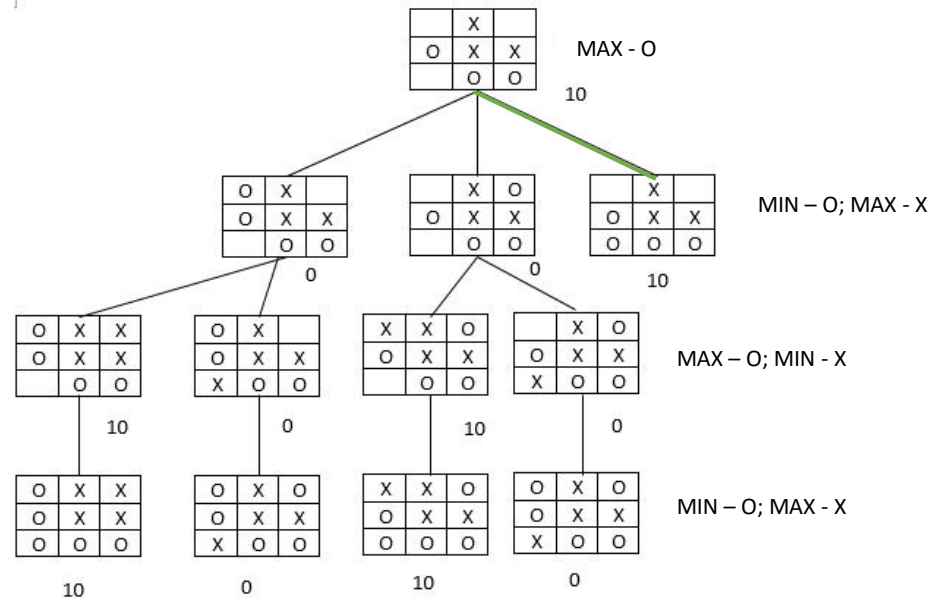 X
O X X MAX - O
O O
10
O X
O X X
O O
0
X O
O X X
O O
0
X
O X X
O O O
10
MIN – O; MAX - X
O X X
O X X
O O
10
O X
O X X
X O O
0
X X O
O X X
O O
10
X O
O X X
X O O
0
MAX – O; MIN - X
O X X
O X X
O O O
10
O X O
O X X
X O O
0
X X O
O X X
O O O
10
O X O
O X X
X O O
0
MIN – O; MAX - X